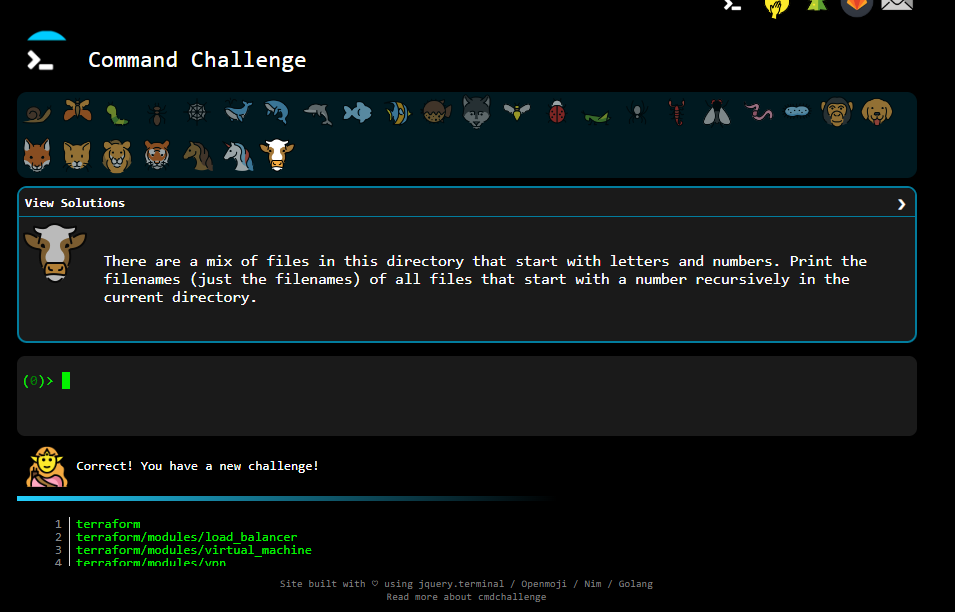 Command Challenge
View Solutions
There are a mix of files in this directory that start with letters and numbers. Print the
filenames (just the filenames) of all files that start with a number recursively in the
current directory.
(0)>
Correct! You have a new challenge!
1 terraform
2 terraform/modules/load_balancer
3 terraform/modules/virtual_machine
4 terraform/modules/vpn
Site built with ♡ using jquery.terminal / Openmoji / Nim / Golang
Read more about cmdchallenge